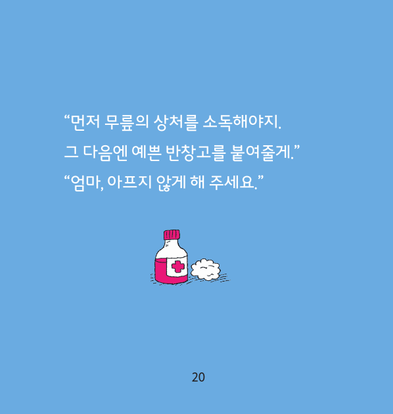 “먼저 무릎의 상처를 소독해야지.
그 다음엔 예쁜 반창고를 붙여줄게.”
“엄마, 아프지 않게 해 주세요.”
20